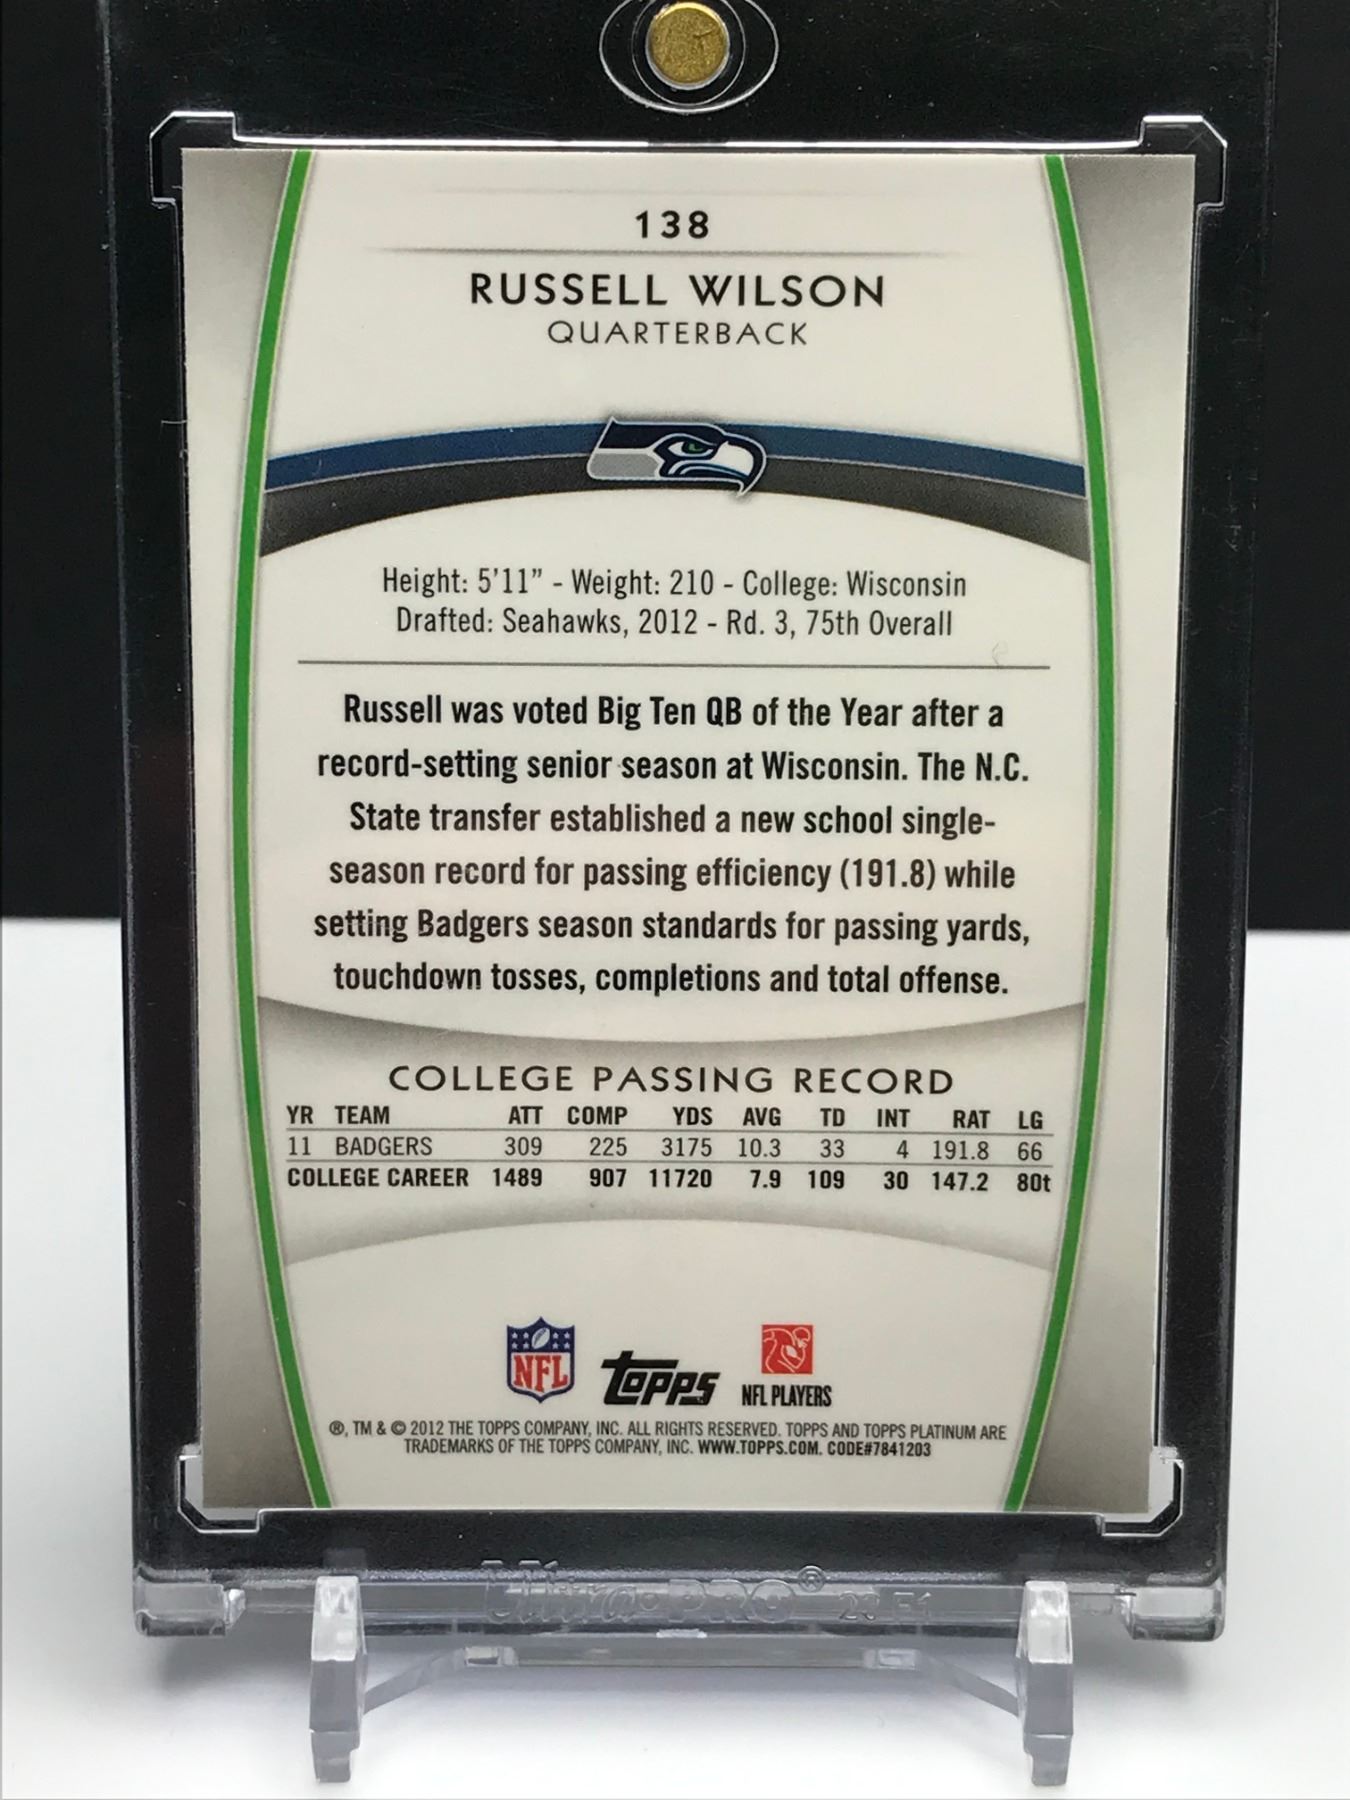 138
RUSSELL WILSON
QUARTERBACK
Height: 5'11" - Weight: 210 - College: Wisconsin
Drafted: Seahawks, 2012 - Rd. 3, 75th Overall
Russell was voted Big Ten QB of the Year after a
record-setting senior season at Wisconsin. The N.C.
State transfer established a new school single-
season record for passing efficiency (191.8) while
setting Badgers season standards for passing yards,
touchdown tosses, completions and total offense.
COLLEGE PASSING RECORD
YR TEAM ATT COMP YDS AVG TD INT RAT LG
11 BADGERS 309 225 3175 10.3 33 4 191.8 66
COLLEGE CAREER 1489 907 11720 7.9 109 30 147.2 80t
NFL Topps NFL PLAYERS
®, TM & © 2012 THE TOPPS COMPANY, INC. ALL RIGHTS RESERVED. TOPPS AND TOPPS PLATINUM ARE
TRADEMARKS OF THE TOPPS COMPANY, INC. WWW.TOPPS.COM. CODE#7841203
Ultra•PRO®